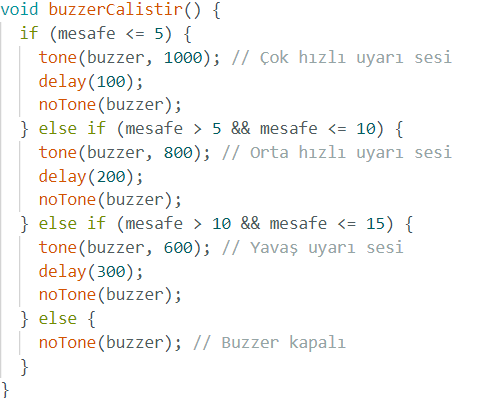 void buzzerCalistir() {
  if (mesafe <= 5) {
    tone(buzzer, 1000); // Çok hızlı uyarı sesi
    delay(100);
    noTone(buzzer);
  } else if (mesafe > 5 && mesafe <= 10) {
    tone(buzzer, 800); // Orta hızlı uyarı sesi
    delay(200);
    noTone(buzzer);
  } else if (mesafe > 10 && mesafe <= 15) {
    tone(buzzer, 600); // Yavaş uyarı sesi
    delay(300);
    noTone(buzzer);
  } else {
    noTone(buzzer); // Buzzer kapalı
  }
}